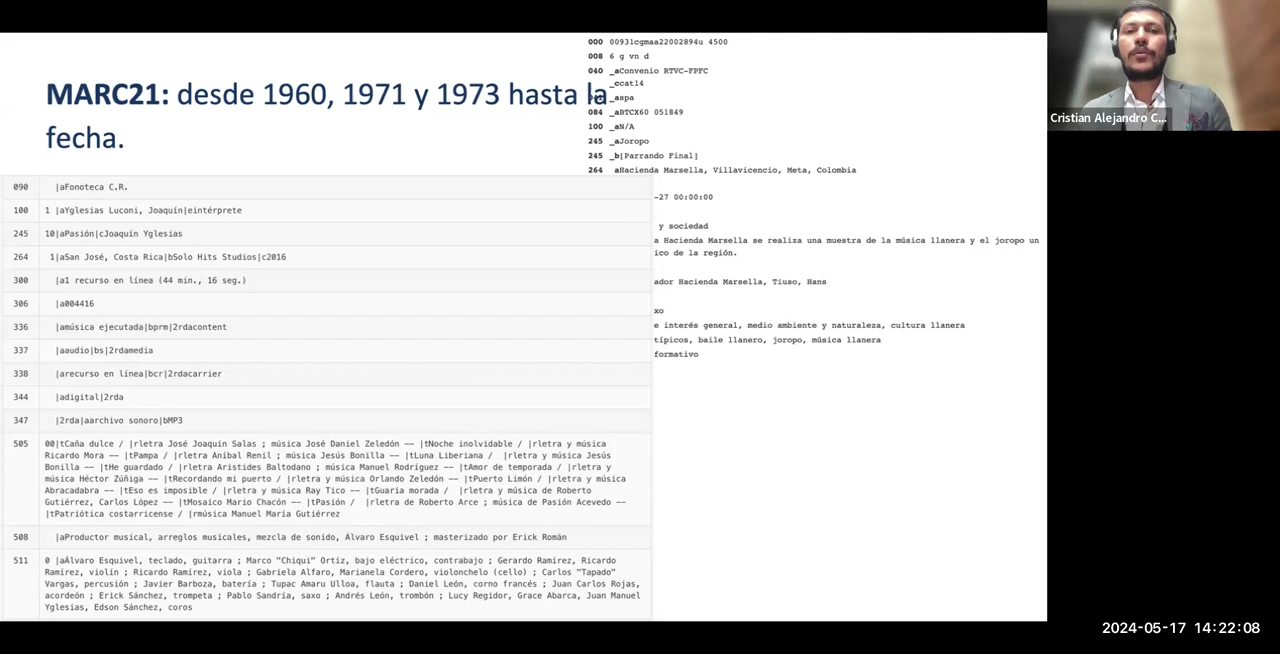 MARC21: desde 1960, 1971 y 1973 hasta la
fecha.
000 00931cgmaa22002894u 4500
008 6 g vn d
040 _aConvenio RTVC-FPFC
_ccat14
_aspa
084 _aBTCX60 051849
100 _aN/A
245 _aJoropo
245 _b[Parrando Final]
264 aHacienda Marsella, Villavicencio, Meta, Colombia
-27 00:00:00
y sociedad
a Hacienda Marsella se realiza una muestra de la música llanera y el joropo un
ico de la región.
ador Hacienda Marsella, Tiuso, Hans
xo
e interés general, medio ambiente y naturaleza, cultura llanera
típicos, baile llanero, joropo, música llanera
formativo
090 |aFonoteca C.R.
100 1 |aYglesias Luconi, Joaquín|eintérprete
245 10|aPasión|cJoaquín Yglesias
264 1|aSan José, Costa Rica|bSolo Hits Studios|c2016
300 |a1 recurso en línea (44 min., 16 seg.)
306 |a004416
336 |amúsica ejecutada|bprm|2rdacontent
337 |aaudio|bs|2rdamedia
338 |arecurso en línea|bcr|2rdacarrier
344 |adigital|2rda
347 |2rda|aarchivo sonoro|bMP3
505 00|tCaña dulce / |rletra José Joaquín Salas ; música José Daniel Zeledón -- |tNoche inolvidable / |rletra y música
Ricardo Mora -- |tPampa / |rletra Aníbal Renil ; música Jesús Bonilla -- |tLuna Liberiana / |rletra y música Jesús
Bonilla -- |tHe guardado / |rletra Aristides Baltodano ; música Manuel Rodríguez -- |tAmor de temporada / |rletra y
música Héctor Zúñiga -- |tRecordando mi puerto / |rletra y música Orlando Zeledón -- |tPuerto Limón / |rletra y música
Abracadabra -- |tEso es imposible / |rletra y música Ray Tico -- |tGuaria morada / |rletra y música de Roberto
Gutiérrez, Carlos López -- |tMosaico Mario Chacón -- |tPasión / |rletra de Roberto Arce ; música de Pasión Acevedo --
|tPatriótica costarricense / |rmúsica Manuel María Gutiérrez
508 |aProductor musical, arreglos musicales, mezcla de sonido, Álvaro Esquivel ; masterizado por Erick Román
511 0 |aÁlvaro Esquivel, teclado, guitarra ; Marco "Chiqui" Ortíz, bajo eléctrico, contrabajo ; Gerardo Ramírez, Ricardo
Ramírez, violín ; Ricardo Ramírez, viola ; Gabriela Alfaro, Marianela Cordero, violonchelo (cello) ; Carlos "Tapado"
Vargas, percusión ; Javier Barboza, batería ; Tupac Amaru Ulloa, flauta ; Daniel León, corno francés ; Juan Carlos Rojas,
acordeón ; Erick Sánchez, trompeta ; Pablo Sandría, saxo ; Andrés León, trombón ; Lucy Regidor, Grace Abarca, Juan Manuel
Yglesias, Edson Sánchez, coros
Cristian Alejandro C...
2024-05-17 14:22:08